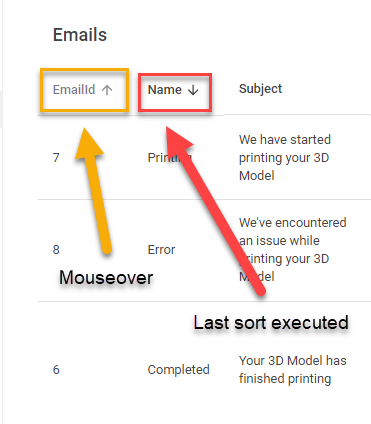 Emails
EmailId ↑ Name ↓ Subject
We have started
7 Printing printing your 3D
Model
We've encountered
an issue while
8 Error printing your 3D
Model
Mouseover
Last sort executed
6 Completed Your 3D Model has
finished printing